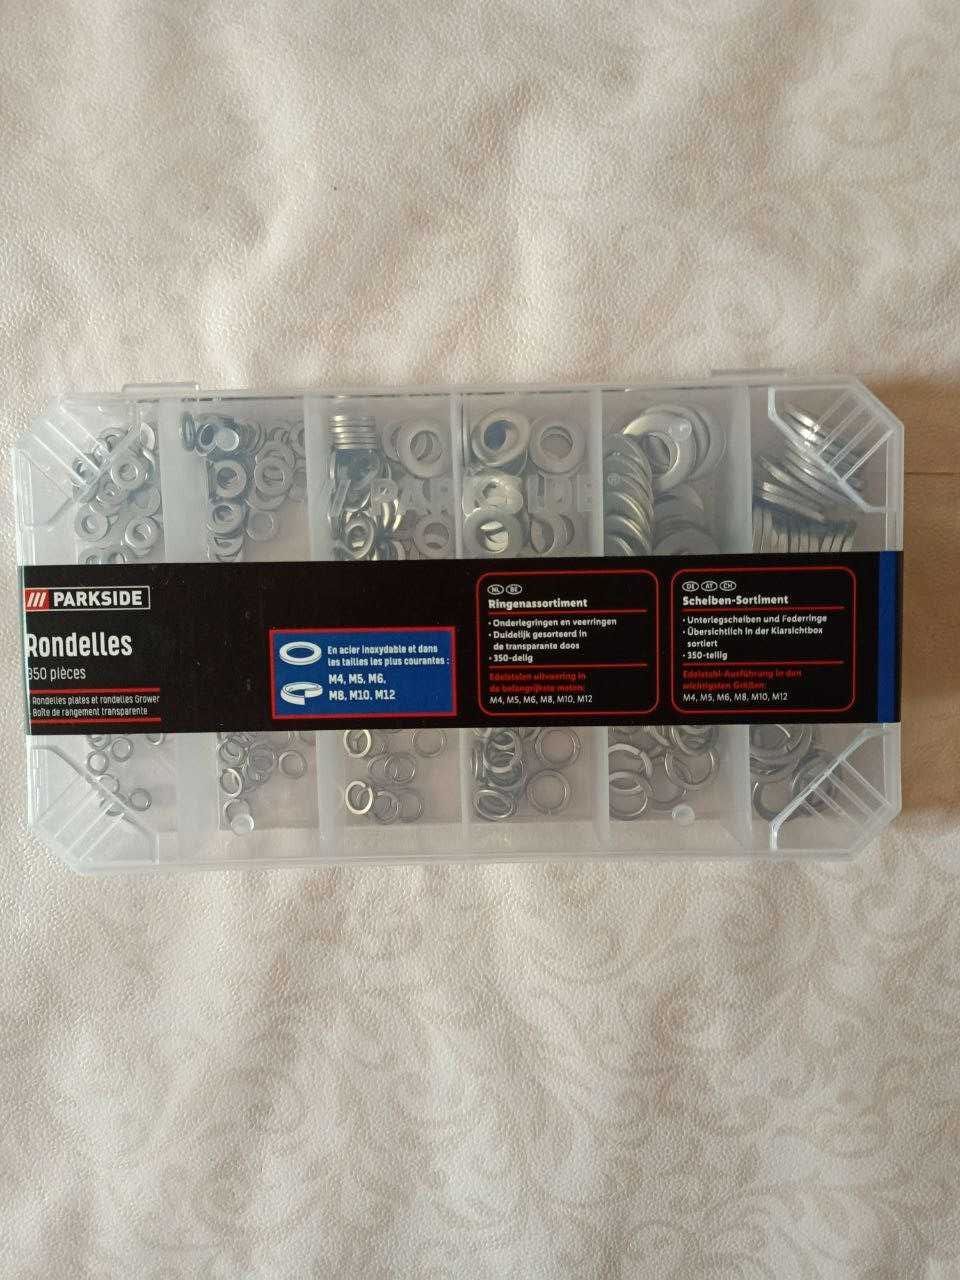 PARKSIDE®
PARKSIDE
Rondelles
350 pièces
Rondelles plates et rondelles Grower
Boîte de rangement transparente
En acier inoxydable et dans
les tailles les plus courantes :
M4, M5, M6,
M8, M10, M12
NL BE
Ringenassortiment
• Onderlegringen en veerringen
• Duidelijk gesorteerd in
de transparante doos
• 350-delig
Edelstalen uitvoering in
de belangrijkste maten:
M4, M5, M6, M8, M10, M12
DE AT CH
Scheiben-Sortiment
• Unterlegscheiben und Federringe
• Übersichtlich in der Klarsichtbox
sortiert
• 350-teilig
Edelstahl-Ausführung in den
wichtigsten Größen:
M4, M5, M6, M8, M10, M12